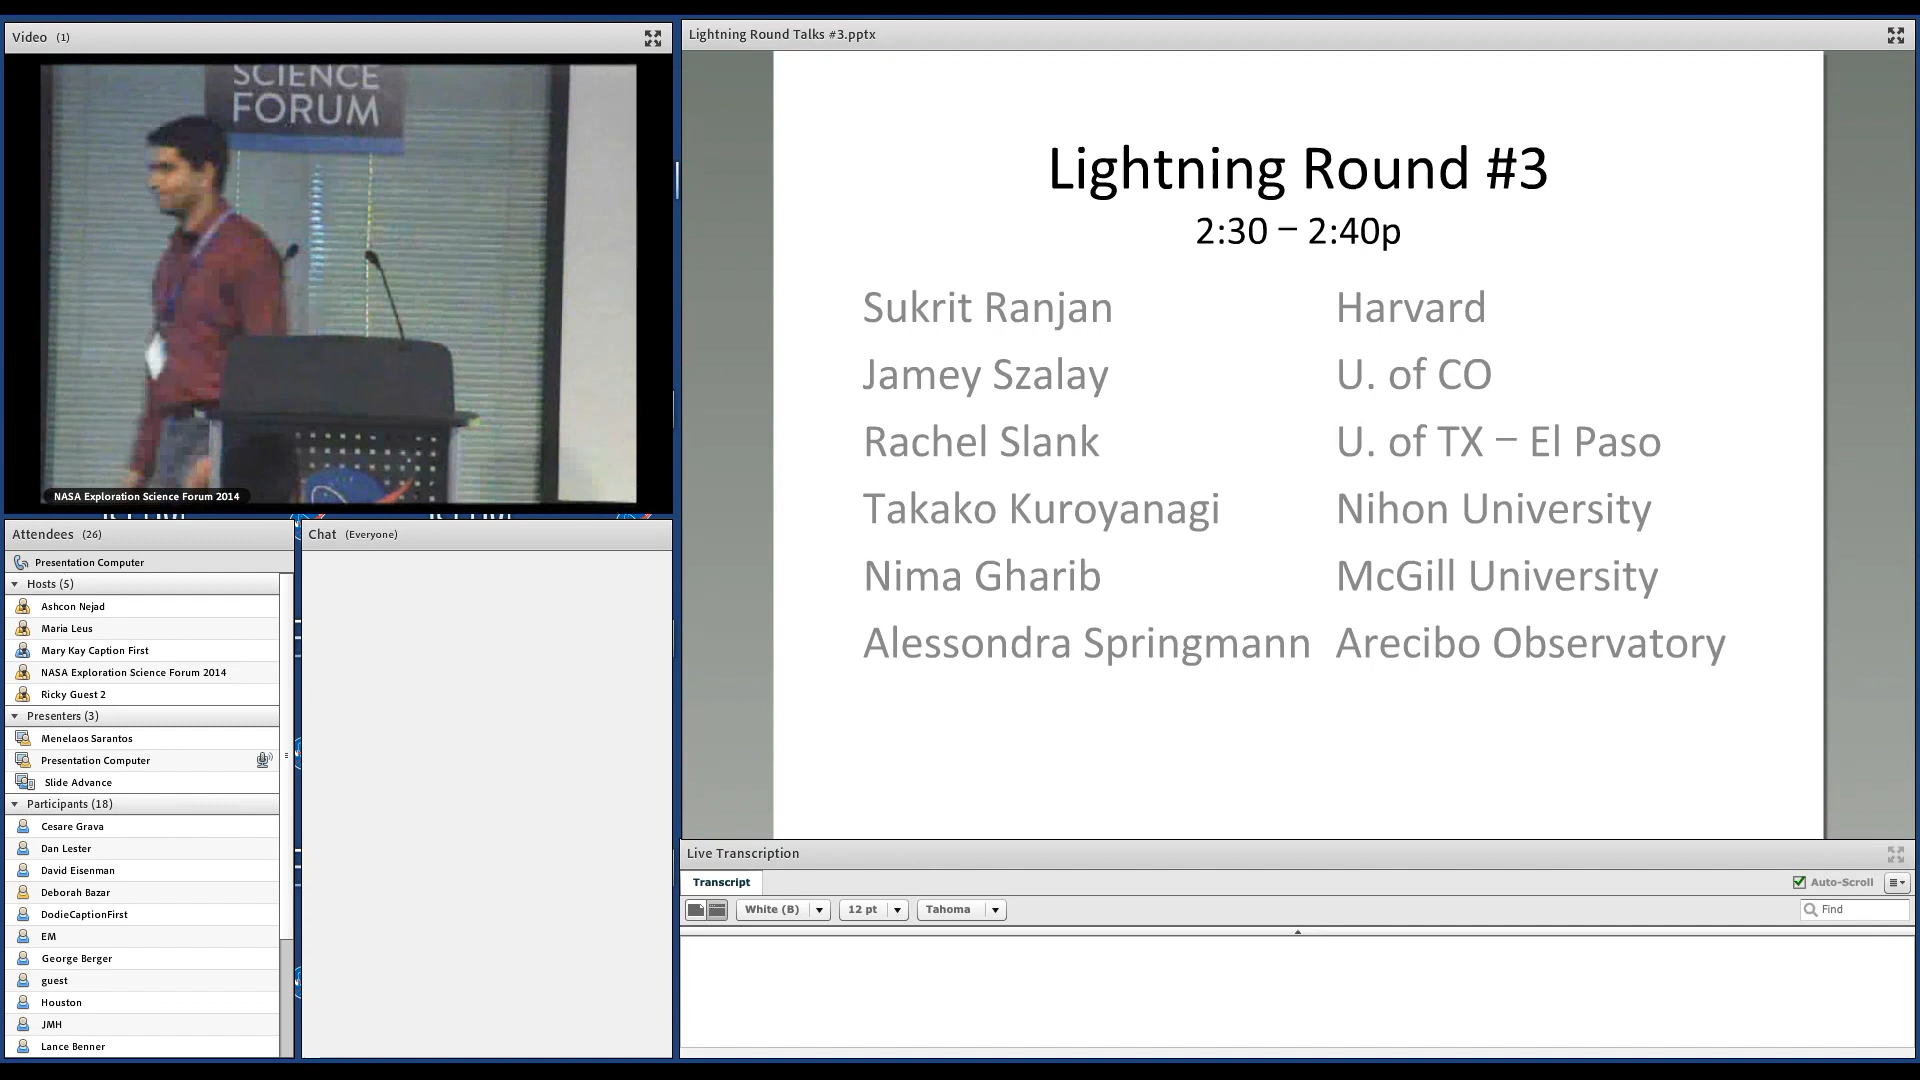 Video (1)
SCIENCE
FORUM
NASA Exploration Science Forum 2014
Attendees (26)
Presentation Computer
Hosts (5)
Ashcon Nejad
Maria Leus
Mary Kay Caption First
NASA Exploration Science Forum 2014
Ricky Guest 2
Presenters (3)
Menelaos Sarantos
Presentation Computer
Slide Advance
Participants (18)
Cesare Grava
Dan Lester
David Eisenman
Deborah Bazar
DodieCaptionFirst
EM
George Berger
guest
Houston
JMH
Lance Benner
Chat (Everyone)
Lightning Round Talks #3.pptx
Lightning Round #3
2:30 – 2:40p
Sukrit Ranjan Harvard
Jamey Szalay U. of CO
Rachel Slank U. of TX – El Paso
Takako Kuroyanagi Nihon University
Nima Gharib McGill University
Alessondra Springmann Arecibo Observatory
Live Transcription
Transcript
Auto-Scroll
White (B) 12 pt Tahoma
Find